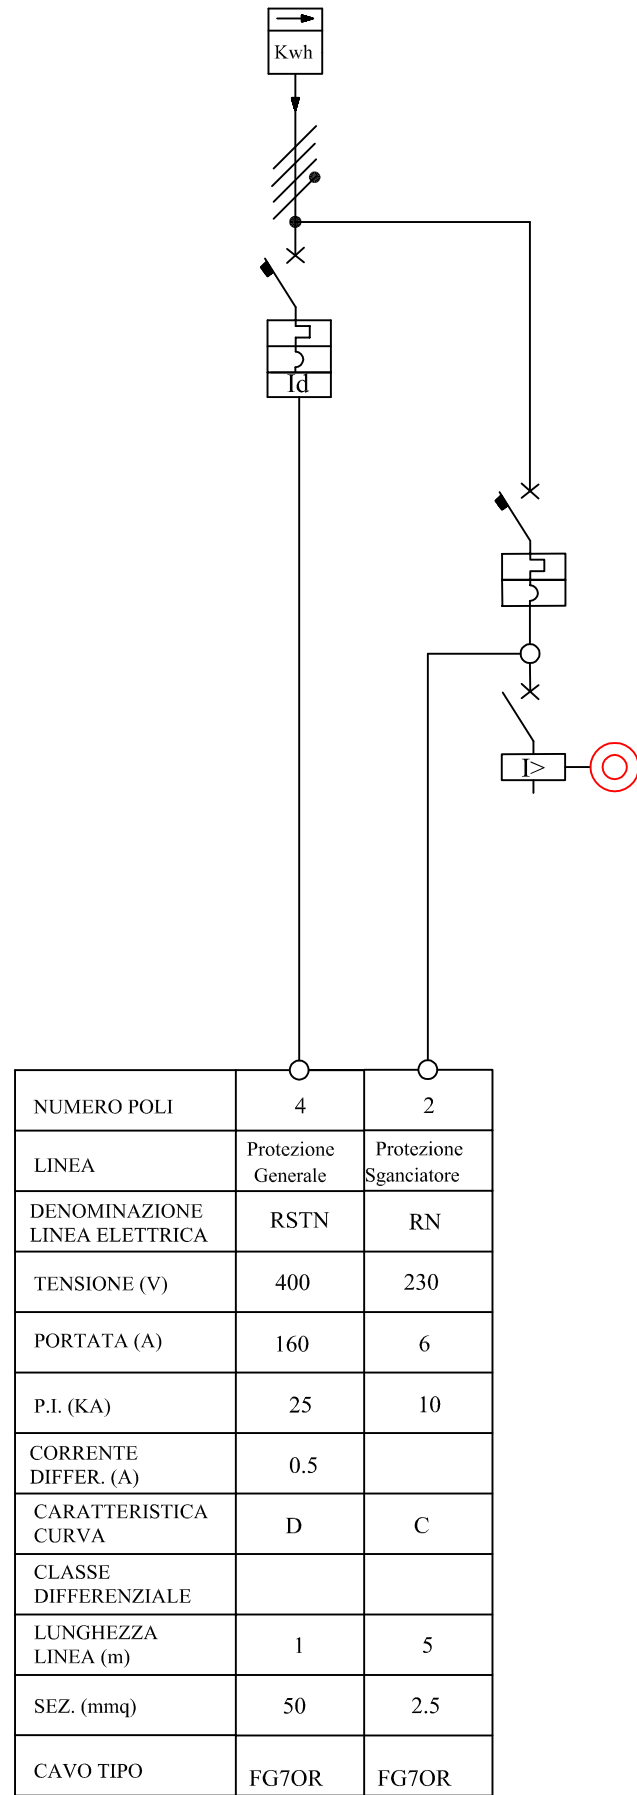 Kwh
Id
I>
NUMERO POLI 4 2
LINEA Protezione Generale Protezione Sganciatore
DENOMINAZIONE LINEA ELETTRICA RSTN RN
TENSIONE (V) 400 230
PORTATA (A) 160 6
P.I. (KA) 25 10
CORRENTE DIFFER. (A) 0.5
CARATTERISTICA CURVA D C
CLASSE DIFFERENZIALE
LUNGHEZZA LINEA (m) 1 5
SEZ. (mmq) 50 2.5
CAVO TIPO FG7OR FG7OR